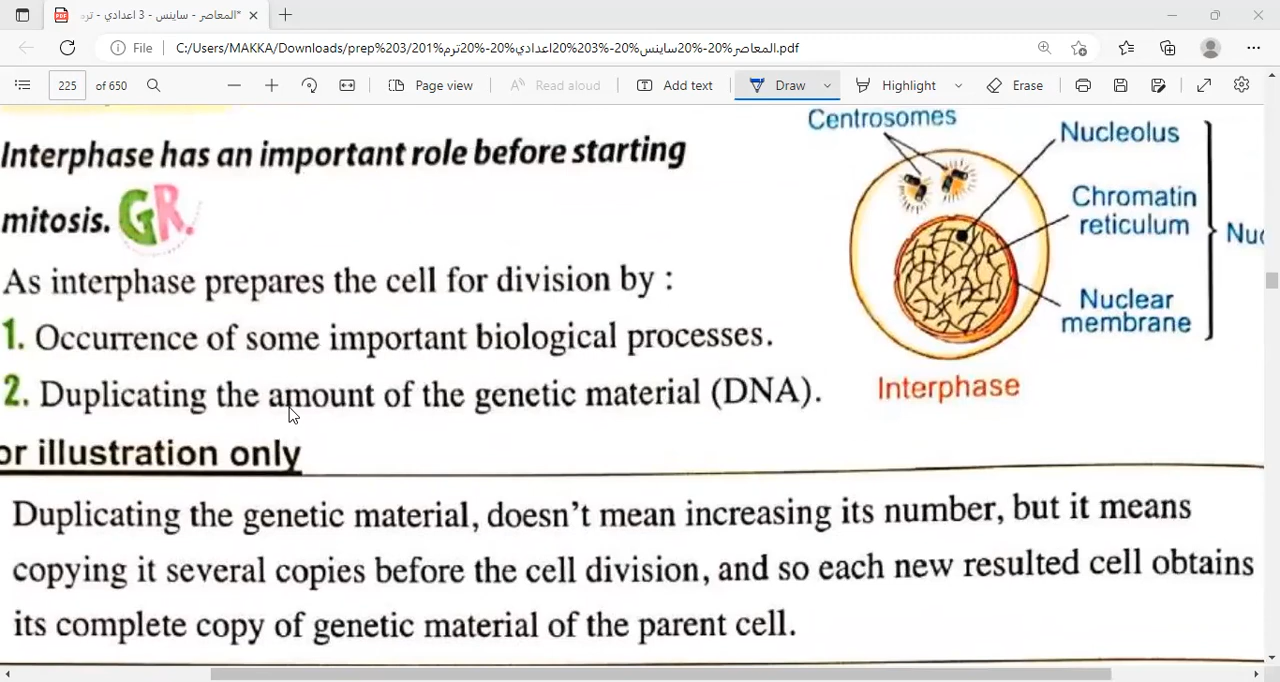 المعاصر - ساينس - 3 اعدادي - تر*
File
C:/Users/MAKKA/Downloads/prep%203/201%المعاصر%20-%20ساينس%20-%203%20اعدادي%20-%20ترم.pdf
225 of 650
Page view
Read aloud
Add text
Draw
Highlight
Erase
Interphase has an important role before starting
mitosis. GR.
As interphase prepares the cell for division by :
1. Occurrence of some important biological processes.
2. Duplicating the amount of the genetic material (DNA).
Centrosomes
Nucleolus
Chromatin
reticulum
Nuclear
membrane
Nuc
Interphase
or illustration only
Duplicating the genetic material, doesn't mean increasing its number, but it means
copying it several copies before the cell division, and so each new resulted cell obtains
its complete copy of genetic material of the parent cell.